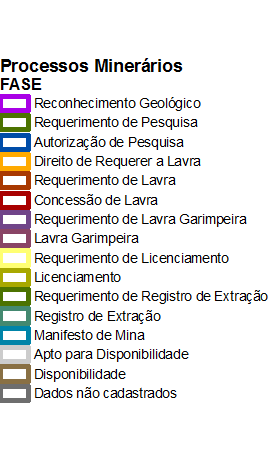 Processos Minerários
FASE
Reconhecimento Geológico
Requerimento de Pesquisa
Autorização de Pesquisa
Direito de Requerer a Lavra
Requerimento de Lavra
Concessão de Lavra
Requerimento de Lavra Garimpeira
Lavra Garimpeira
Requerimento de Licenciamento
Licenciamento
Requerimento de Registro de Extração
Registro de Extração
Manifesto de Mina
Apto para Disponibilidade
Disponibilidade
Dados não cadastrados